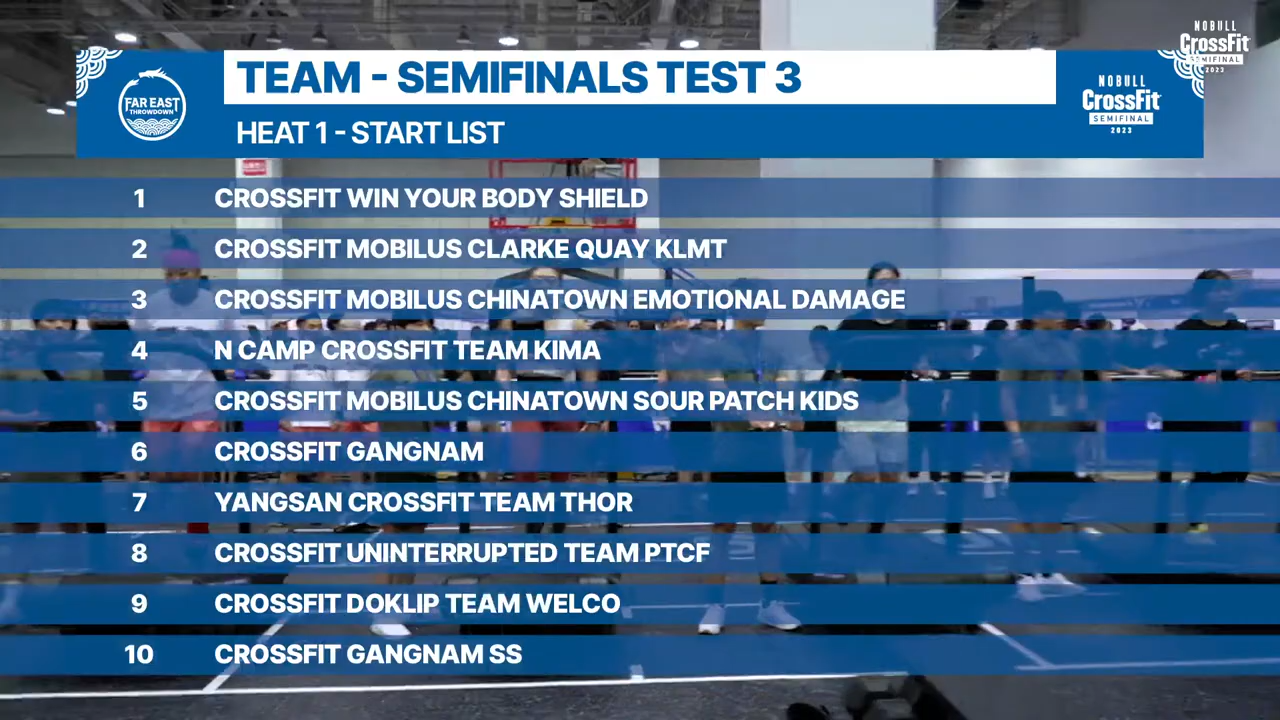 NOBULL
CrossFit
SEMIFINAL
2023
FAR EAST
THROWDOWN
TEAM - SEMIFINALS TEST 3
HEAT 1 - START LIST
NOBULL
CrossFit
SEMIFINAL
2023
1 CROSSFIT WIN YOUR BODY SHIELD
2 CROSSFIT MOBILUS CLARKE QUAY KLMT
3 CROSSFIT MOBILUS CHINATOWN EMOTIONAL DAMAGE
4 N CAMP CROSSFIT TEAM KIMA
5 CROSSFIT MOBILUS CHINATOWN SOUR PATCH KIDS
6 CROSSFIT GANGNAM
7 YANGSAN CROSSFIT TEAM THOR
8 CROSSFIT UNINTERRUPTED TEAM PTCF
9 CROSSFIT DOKLIP TEAM WELCO
10 CROSSFIT GANGNAM SS